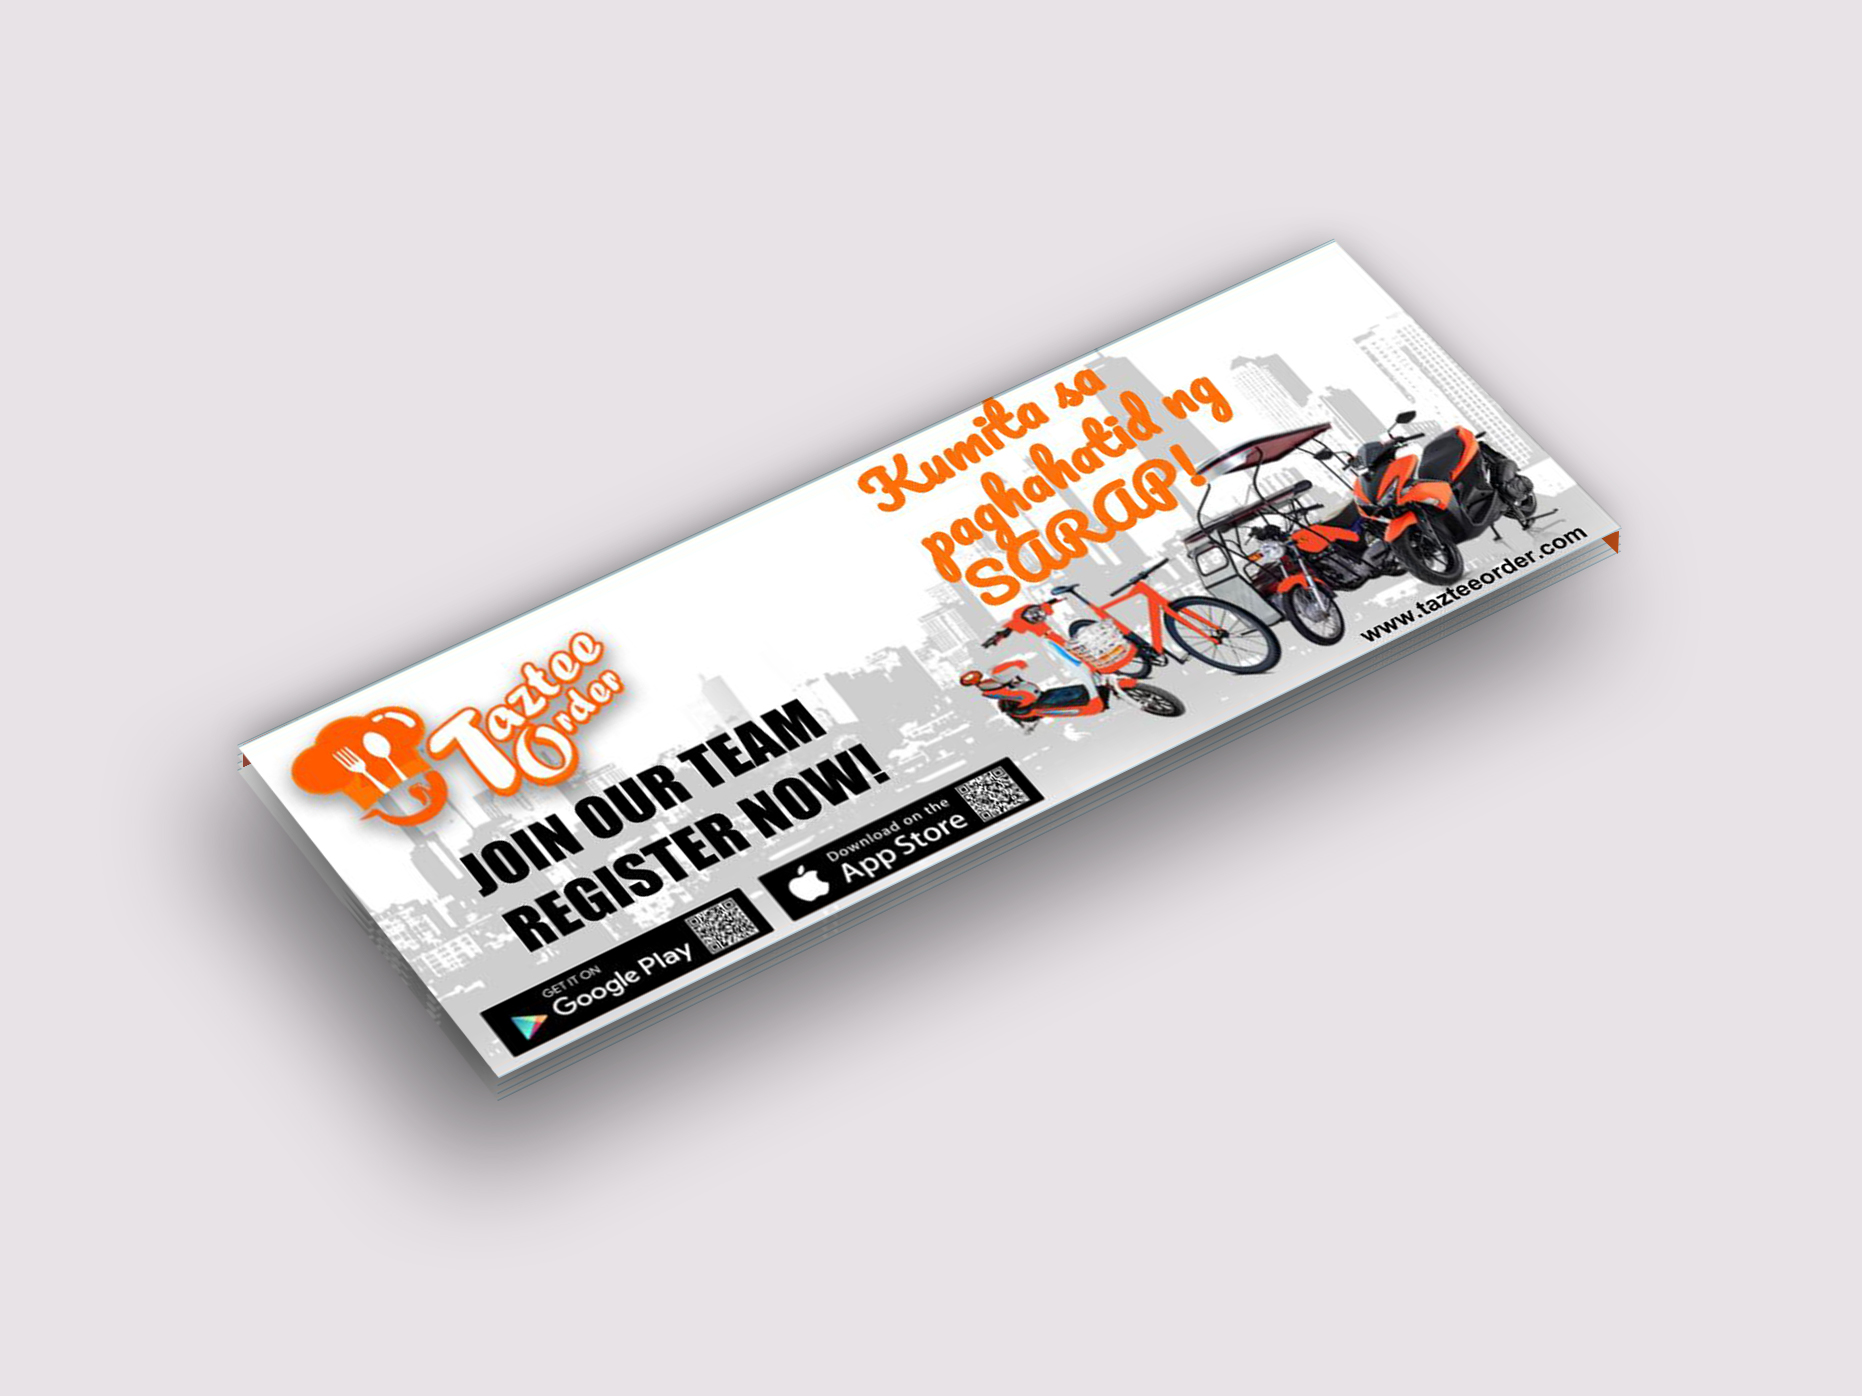 Taztee
Order
JOIN OUR TEAM
REGISTER NOW!
GET IT ON
Google Play
Download on the
App Store
Kumita sa
paghahatid ng
SARAP!
www.tazteeorder.com